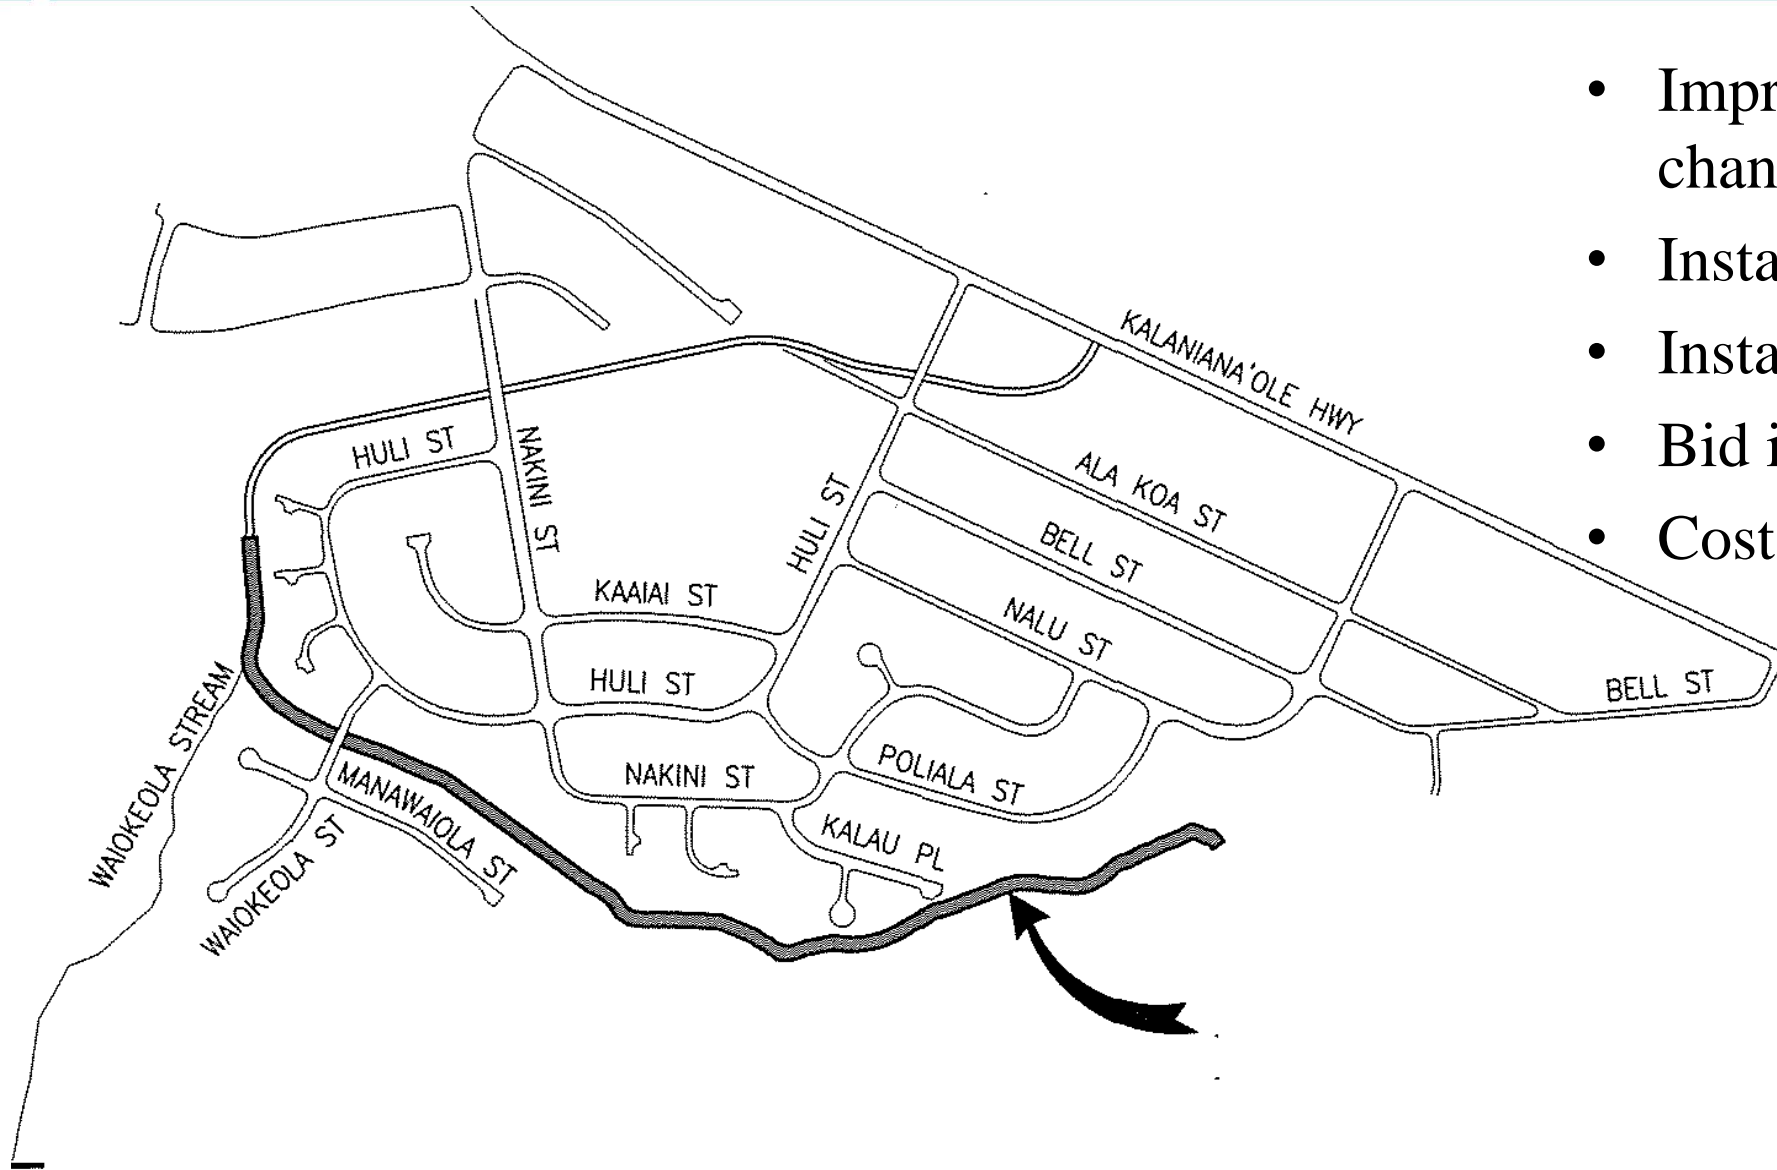 KALANIANA'OLE HWY
HULI ST
NAKINI ST
ALA KOA ST
HULI ST
BELL ST
KAAIAI ST
NALU ST
HULI ST
BELL ST
WAIOKEOLA STREAM
NAKINI ST
POLIALA ST
MANAWAIOLA ST
KALAU PL
WAIOKEOLA ST
• Impr
chan
• Insta
• Insta
• Bid i
• Cost